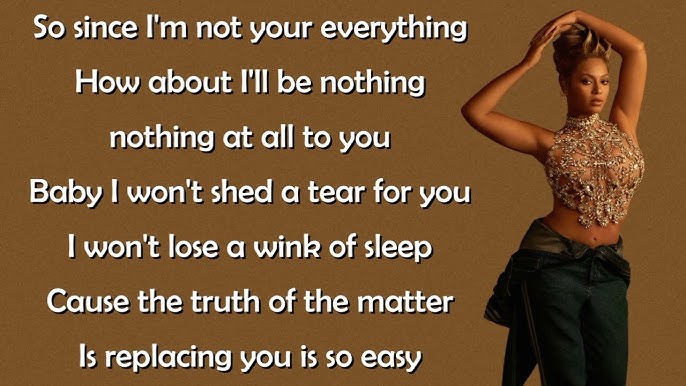 So since I'm not your everything
How about I'll be nothing
nothing at all to you
Baby I won't shed a tear for you
I won't lose a wink of sleep
Cause the truth of the matter
Is replacing you is so easy